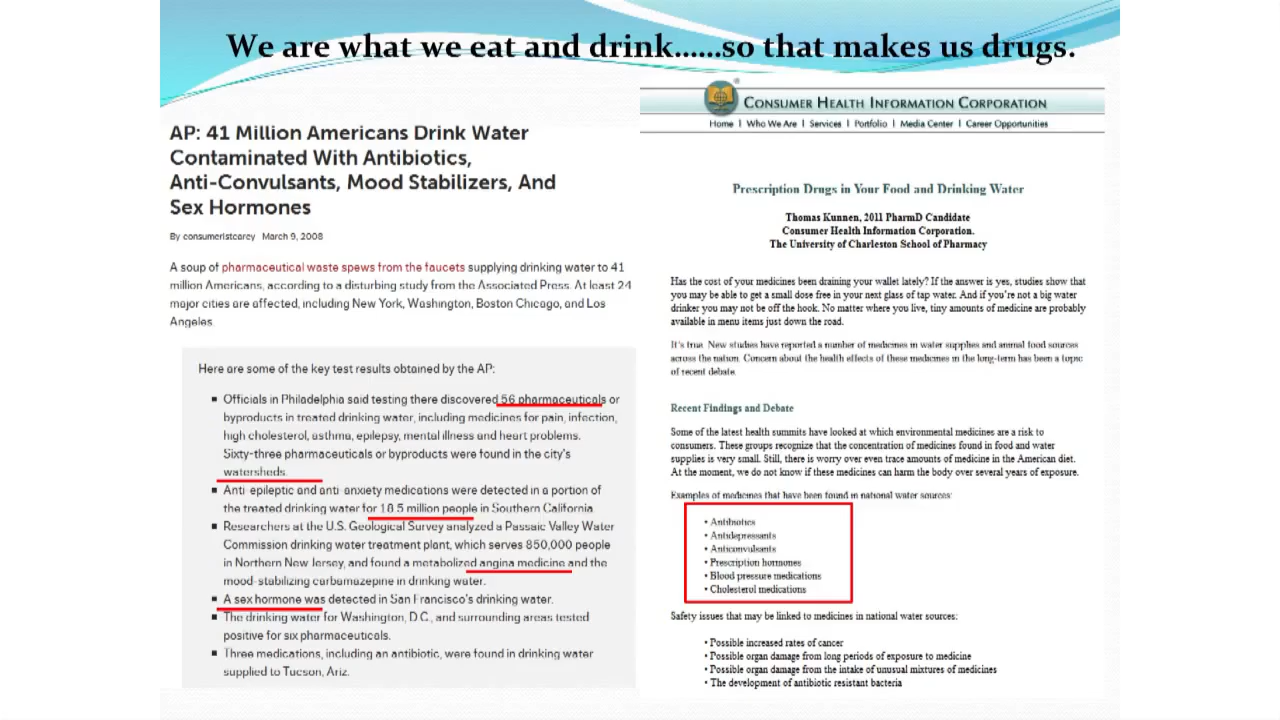 We are what we eat and drink......so that makes us drugs.
AP: 41 Million Americans Drink Water
Contaminated With Antibiotics,
Anti-Convulsants, Mood Stabilizers, And
Sex Hormones
By consumeristcarey March 9, 2008
A soup of pharmaceutical waste spews from the faucets supplying drinking water to 41
million Americans, according to a disturbing study from the Associated Press. At least 24
major cities are affected, including New York, Washington, Boston Chicago, and Los
Angeles.
Here are some of the key test results obtained by the AP:
▪ Officials in Philadelphia said testing there discovered 56 pharmaceuticals or
byproducts in treated drinking water, including medicines for pain, infection,
high cholesterol, asthma, epilepsy, mental illness and heart problems.
Sixty-three pharmaceuticals or byproducts were found in the city's
watersheds.
▪ Anti-epileptic and anti-anxiety medications were detected in a portion of
the treated drinking water for 18.5 million people in Southern California.
▪ Researchers at the U.S. Geological Survey analyzed a Passaic Valley Water
Commission drinking water treatment plant, which serves 850,000 people
in Northern New Jersey, and found a metabolized angina medicine and the
mood-stabilizing carbamazepine in drinking water.
▪ A sex hormone was detected in San Francisco's drinking water.
▪ The drinking water for Washington, D.C., and surrounding areas tested
positive for six pharmaceuticals.
▪ Three medications, including an antibiotic, were found in drinking water
supplied to Tucson, Ariz.
CONSUMER HEALTH INFORMATION CORPORATION
Home | Who We Are | Services | Portfolio | Media Center | Career Opportunities
Prescription Drugs in Your Food and Drinking Water
Thomas Kunnen, 2011 PharmD Candidate
Consumer Health Information Corporation.
The University of Charleston School of Pharmacy
Has the cost of your medicines been draining your wallet lately? If the answer is yes, studies show that
you may be able to get a small dose free in your next glass of tap water. And if you're not a big water
drinker you may not be off the hook. No matter where you live, tiny amounts of medicine are probably
available in menu items just down the road.
It's true. New studies have reported a number of medicines in water supplies and animal food sources
across the nation. Concern about the health effects of these medicines in the long-term has been a topic
of recent debate.
Recent Findings and Debate
Some of the latest health summits have looked at which environmental medicines are a risk to
consumers. These groups recognize that the concentration of medicines found in food and water
supplies is very small. Still, there is worry over even trace amounts of medicine in the American diet.
At the moment, we do not know if these medicines can harm the body over several years of exposure.
Examples of medicines that have been found in national water sources:
• Antibiotics
• Antidepressants
• Anticonvulsants
• Prescription hormones
• Blood pressure medications
• Cholesterol medications
Safety issues that may be linked to medicines in national water sources:
• Possible increased rates of cancer
• Possible organ damage from long periods of exposure to medicine
• Possible organ damage from the intake of unusual mixtures of medicines
• The development of antibiotic resistant bacteria